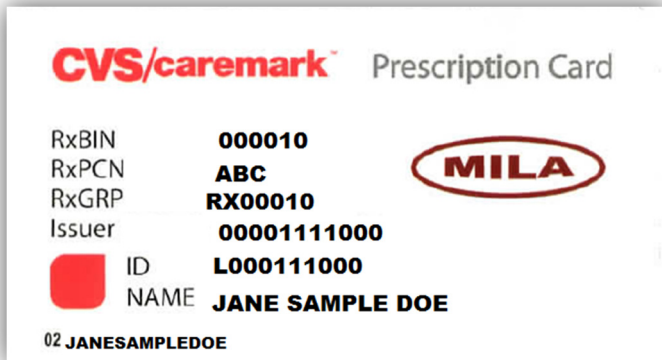 CVS/caremark™ Prescription Card
RxBIN 000010
RxPCN ABC
RxGRP RX00010
Issuer 00001111000
MILA
ID L000111000
NAME JANE SAMPLE DOE
02 JANESAMPLEDOE